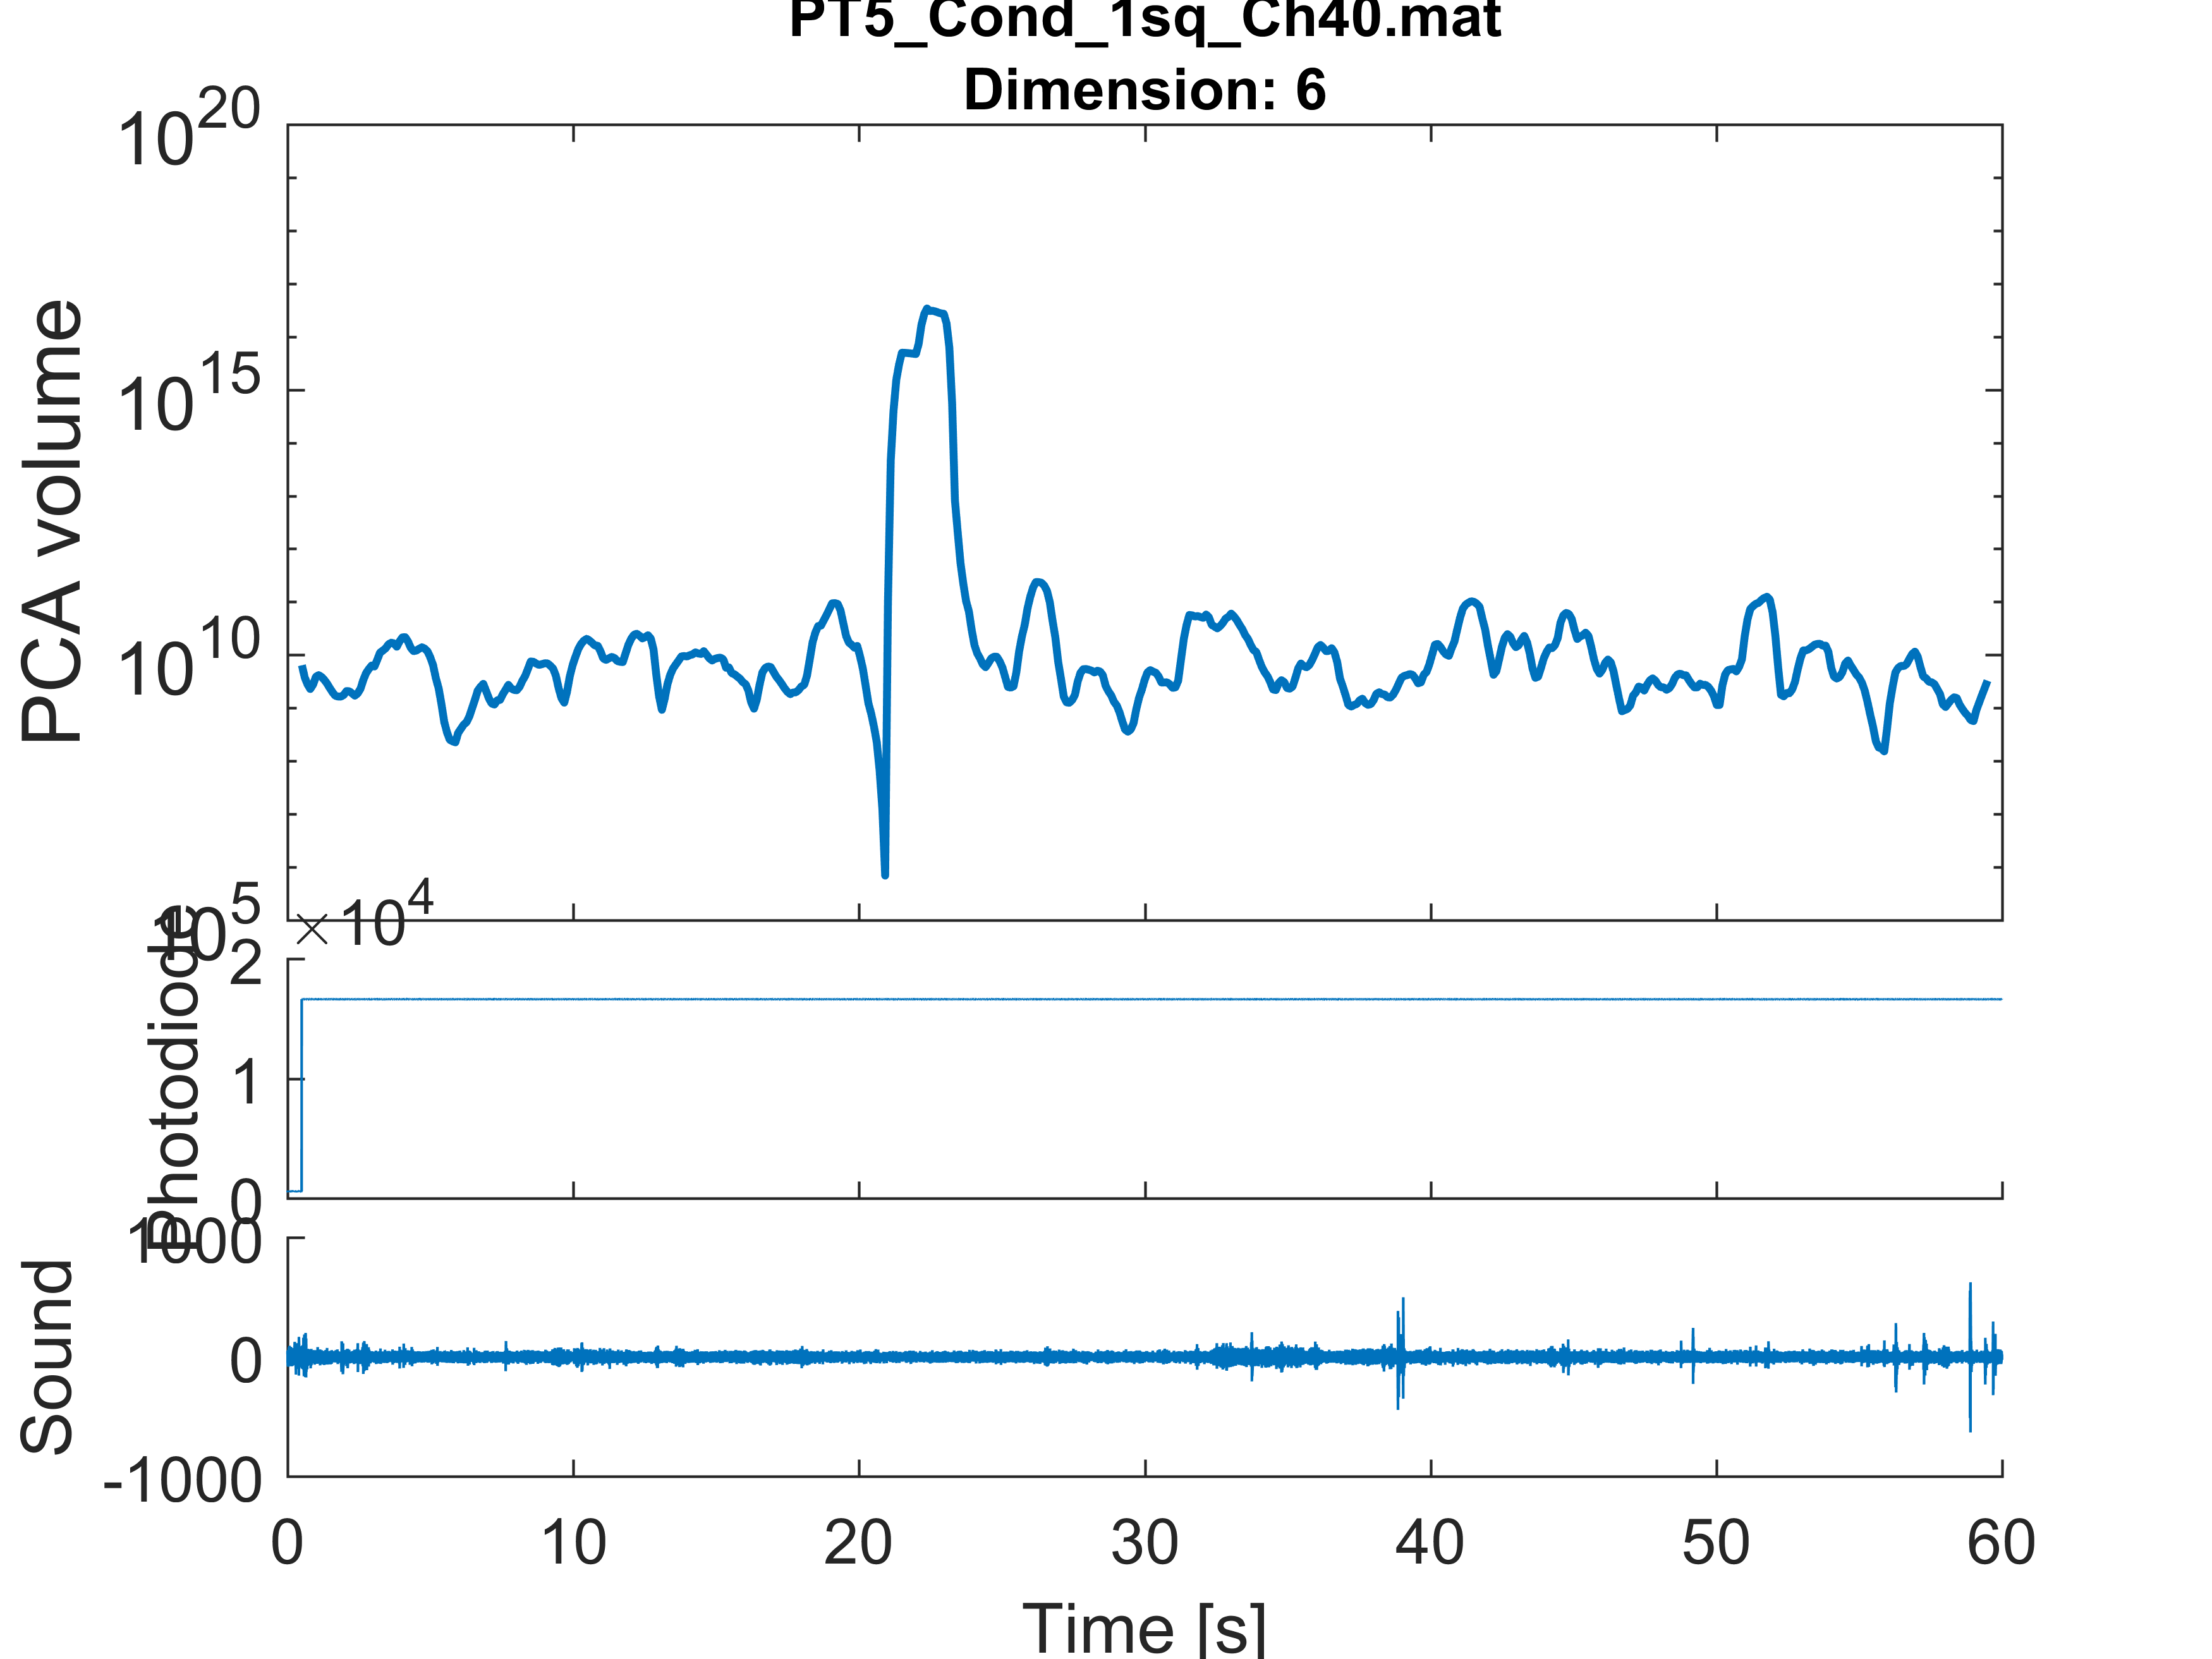 PT5_Cond_1sq_Ch40.mat
Dimension: 6
PCA volume
10^20
10^15
10^10
10^5
×10^4
Photodiode
2
1
0
Sound
1000
0
-1000
0 10 20 30 40 50 60
Time [s]